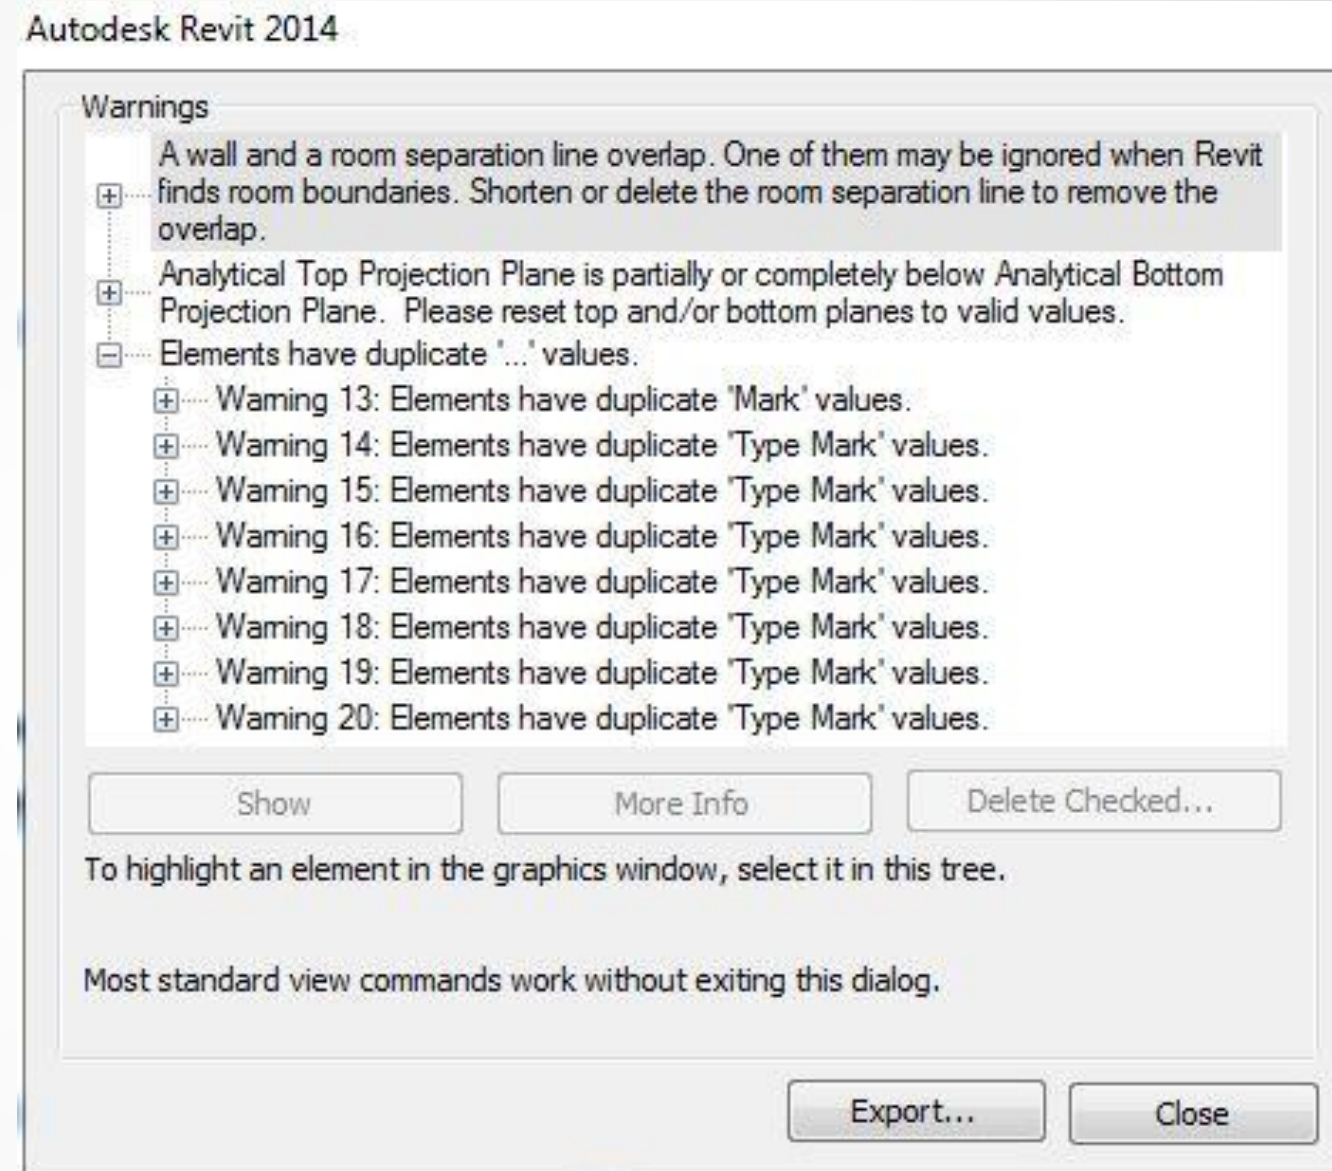 Autodesk Revit 2014
Warnings
A wall and a room separation line overlap. One of them may be ignored when Revit
finds room boundaries. Shorten or delete the room separation line to remove the
overlap.
Analytical Top Projection Plane is partially or completely below Analytical Bottom
Projection Plane.  Please reset top and/or bottom planes to valid values.
Elements have duplicate '...' values.
Warning 13: Elements have duplicate 'Mark' values.
Warning 14: Elements have duplicate 'Type Mark' values.
Warning 15: Elements have duplicate 'Type Mark' values.
Warning 16: Elements have duplicate 'Type Mark' values.
Warning 17: Elements have duplicate 'Type Mark' values.
Warning 18: Elements have duplicate 'Type Mark' values.
Warning 19: Elements have duplicate 'Type Mark' values.
Warning 20: Elements have duplicate 'Type Mark' values.
Show More Info Delete Checked...
To highlight an element in the graphics window, select it in this tree.
Most standard view commands work without exiting this dialog.
Export... Close